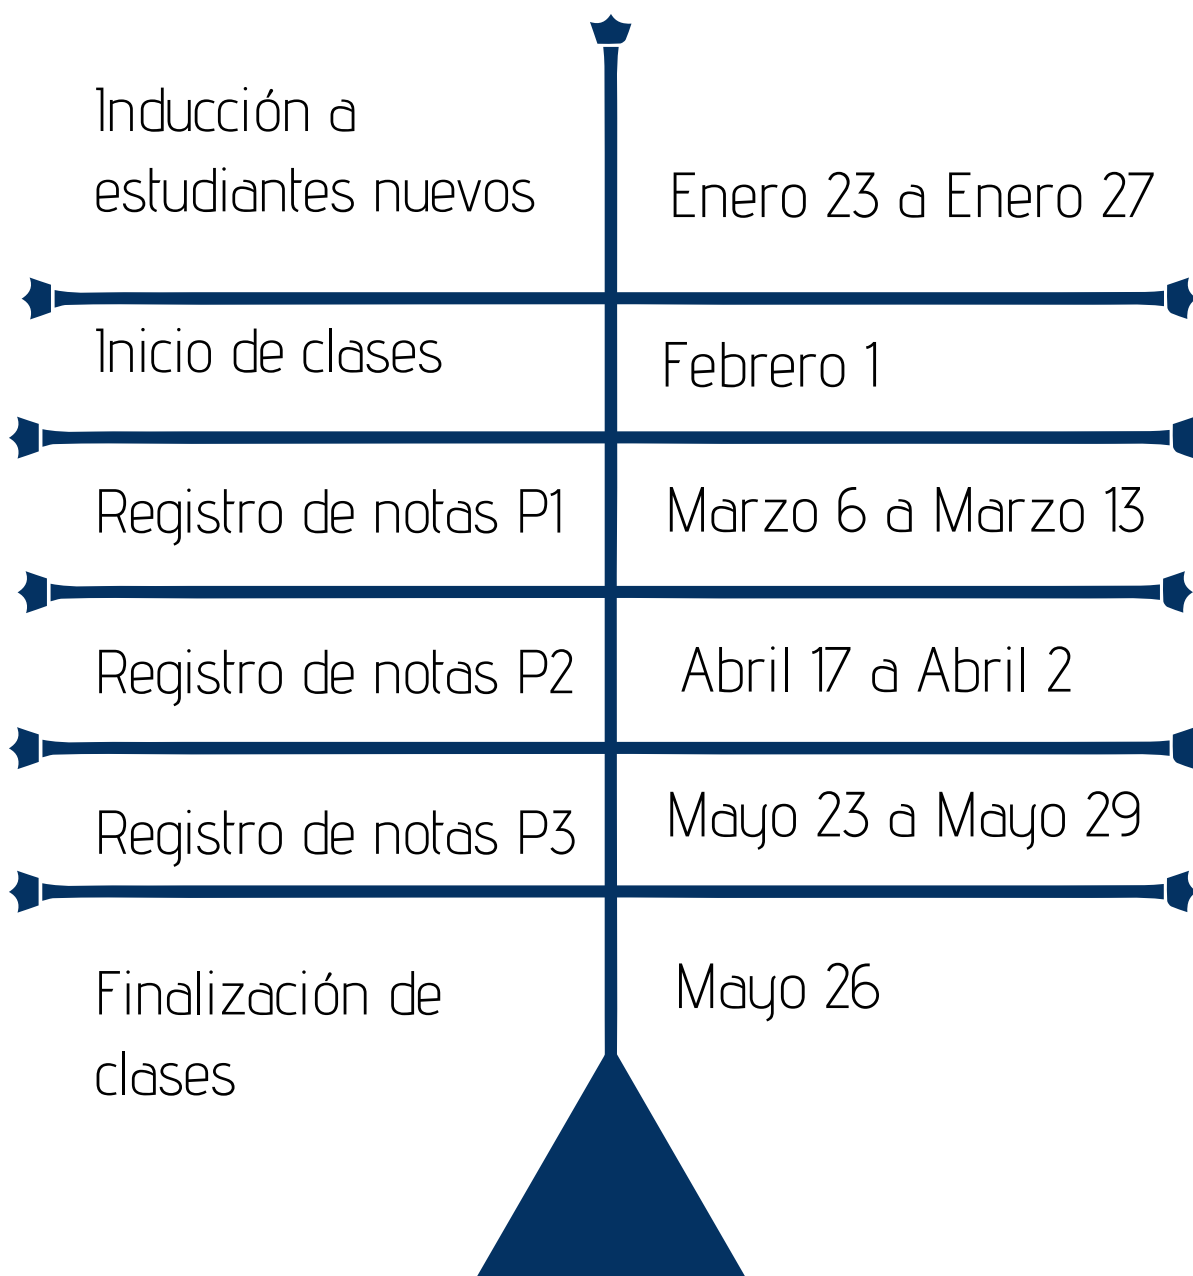 Inducción a
estudiantes nuevos
Enero 23 a Enero 27
Inicio de clases
Febrero 1
Registro de notas P1
Marzo 6 a Marzo 13
Registro de notas P2
Abril 17 a Abril 2
Registro de notas P3
Mayo 23 a Mayo 29
Finalización de
clases
Mayo 26